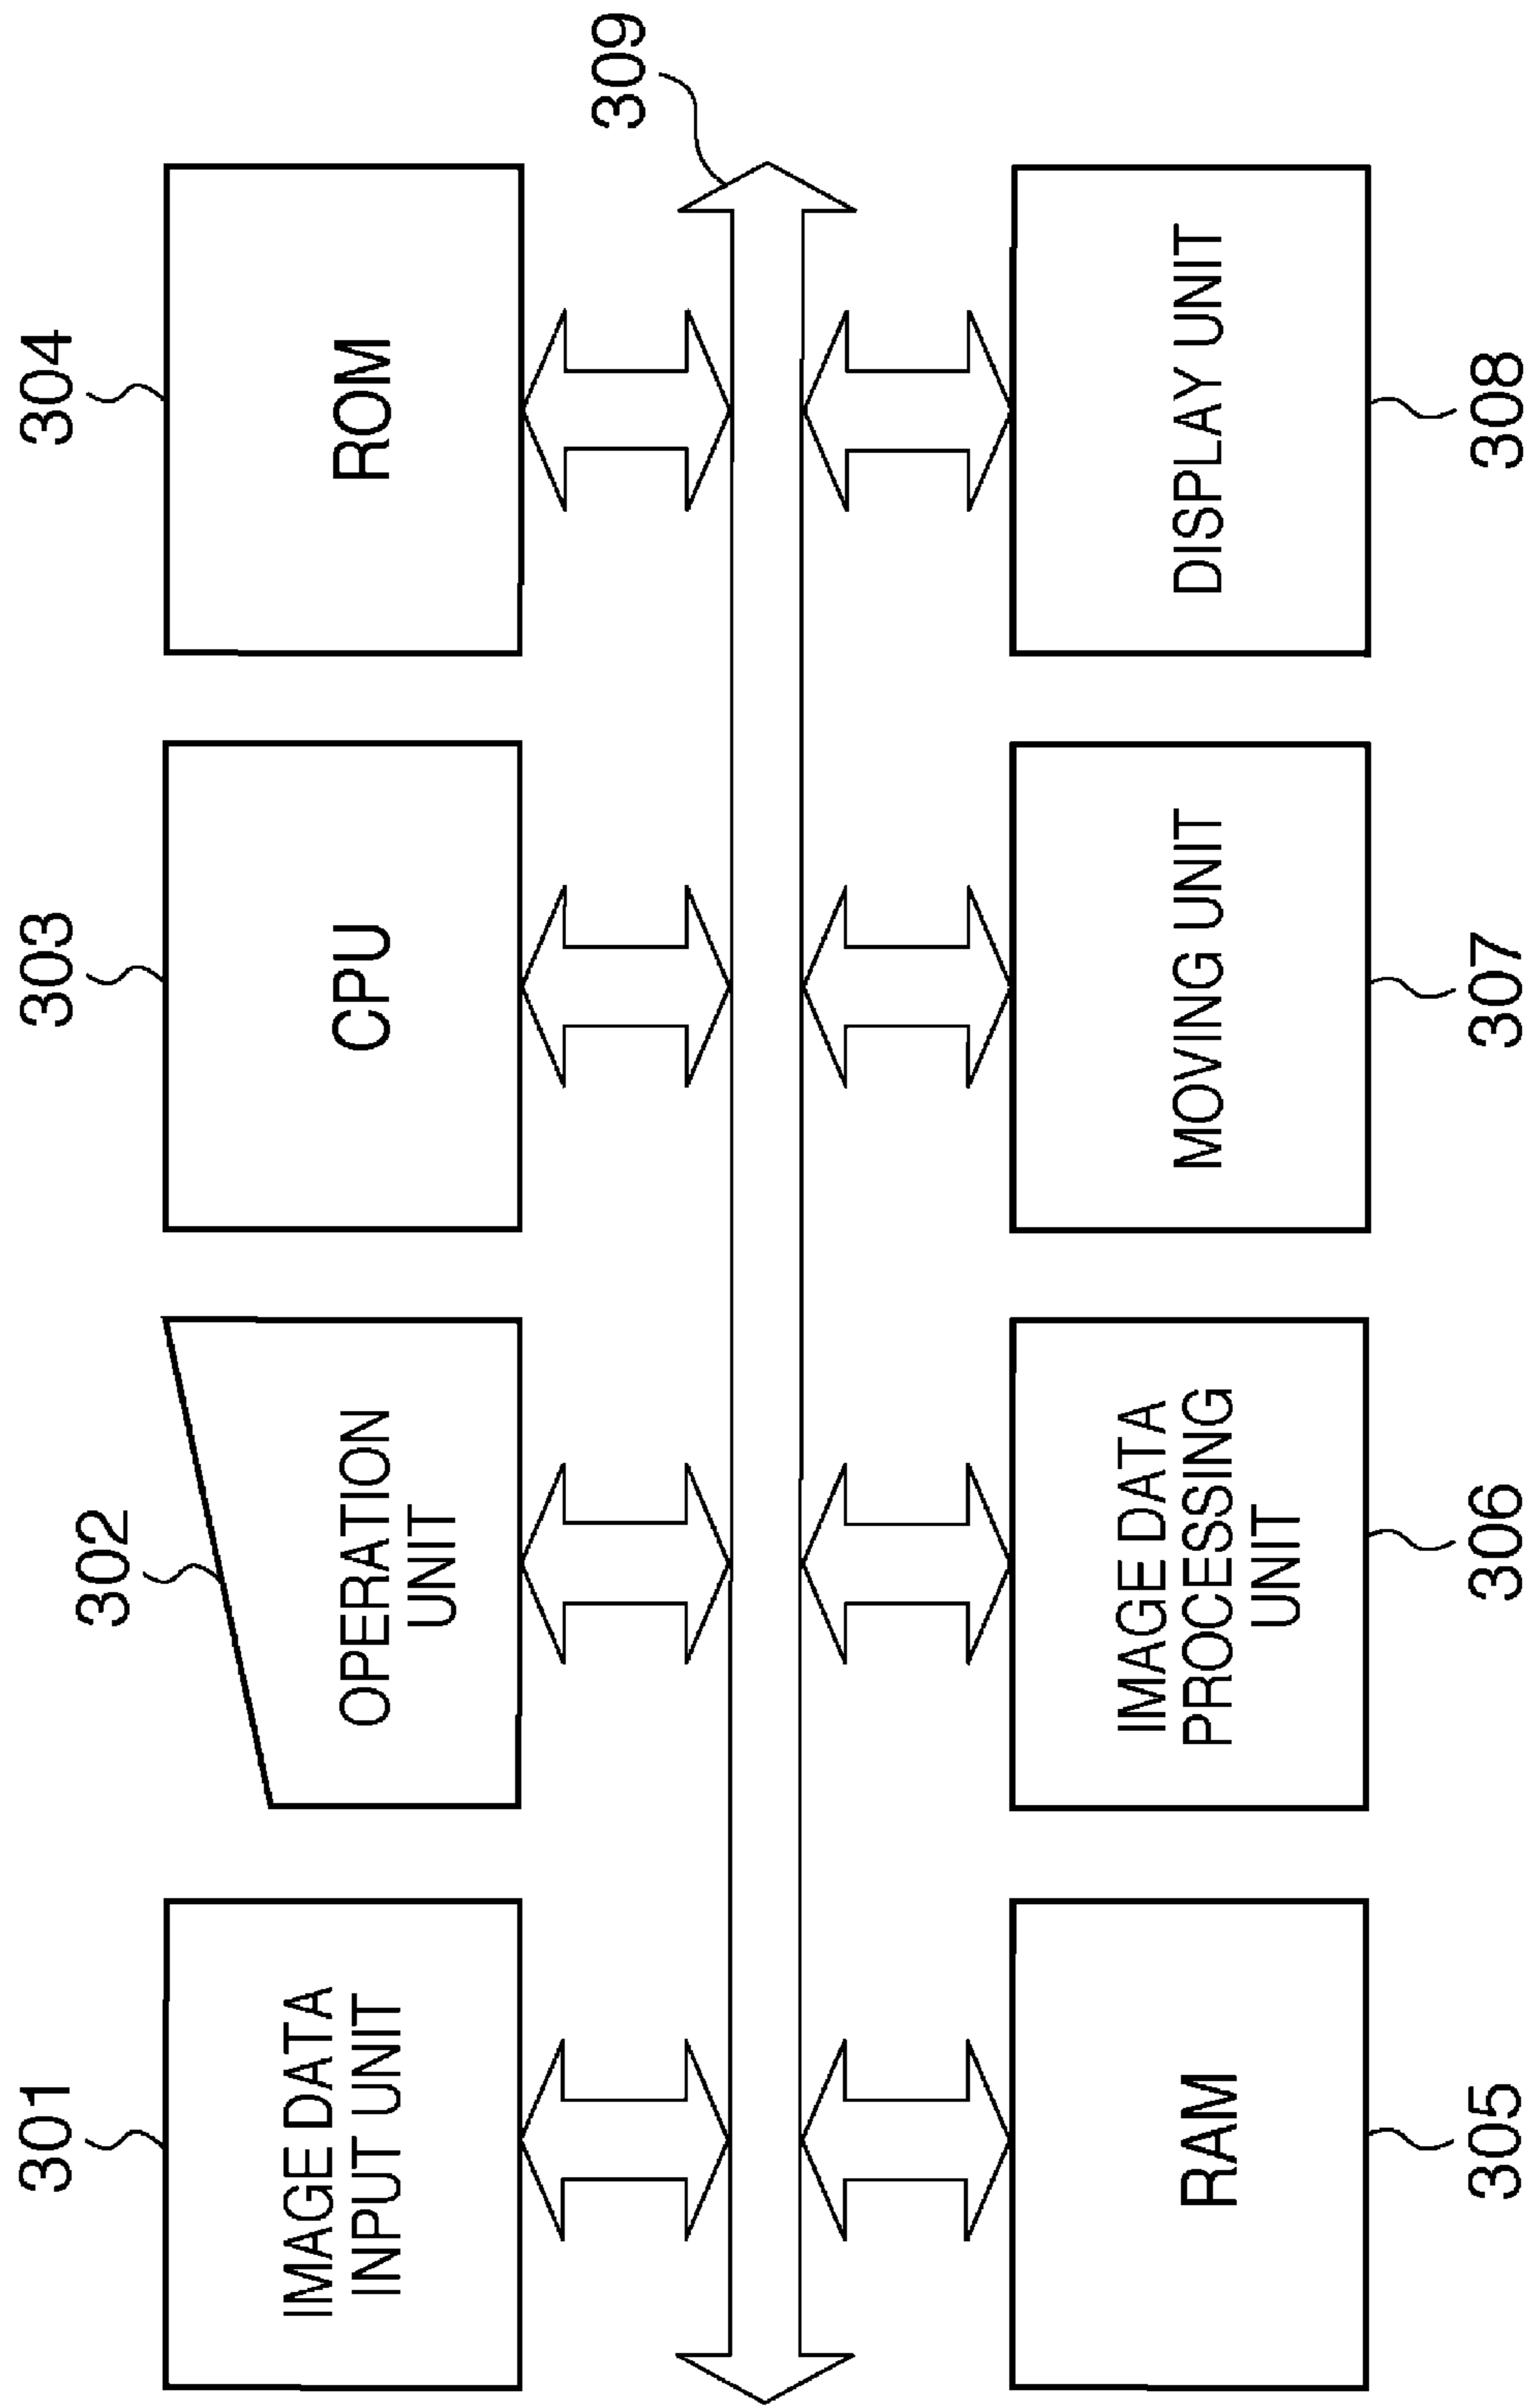 301
302
303
304
IMAGE DATA
INPUT UNIT
OPERATION
UNIT
CPU
ROM
309
RAM
IMAGE DATA
PROCESSING
UNIT
MOVING UNIT
DISPLAY UNIT
305
306
307
308